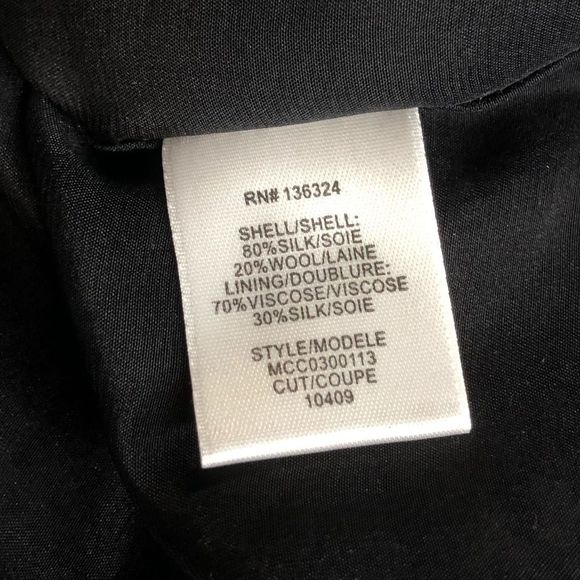 RN# 136324
SHELL/SHELL:
80%SILK/SOIE
20%WOOL/LAINE
LINING/DOUBLURE:
70%VISCOSE/VISCOSE
30%SILK/SOIE
STYLE/MODELE
MCC0300113
CUT/COUPE
10409